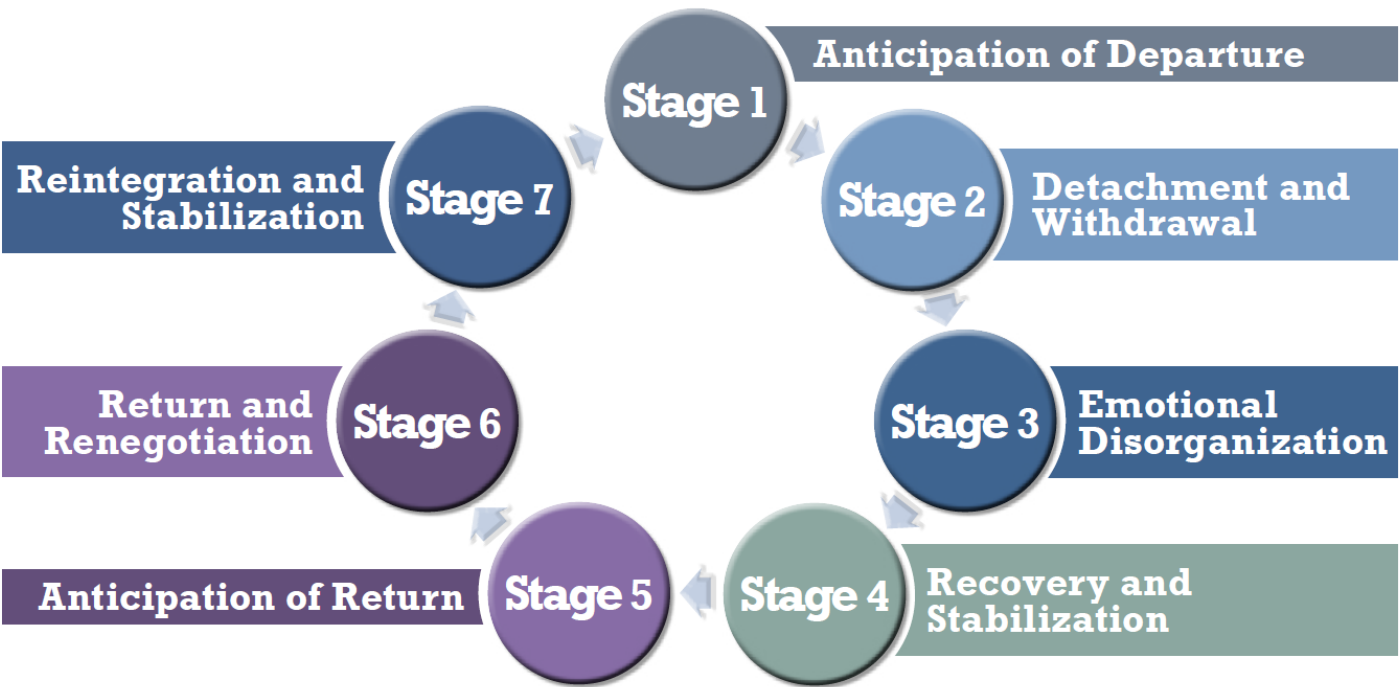 Stage 1
Anticipation of Departure
Stage 2
Detachment and
Withdrawal
Stage 3
Emotional
Disorganization
Stage 4
Recovery and
Stabilization
Stage 5
Anticipation of Return
Stage 6
Return and
Renegotiation
Stage 7
Reintegration and
Stabilization